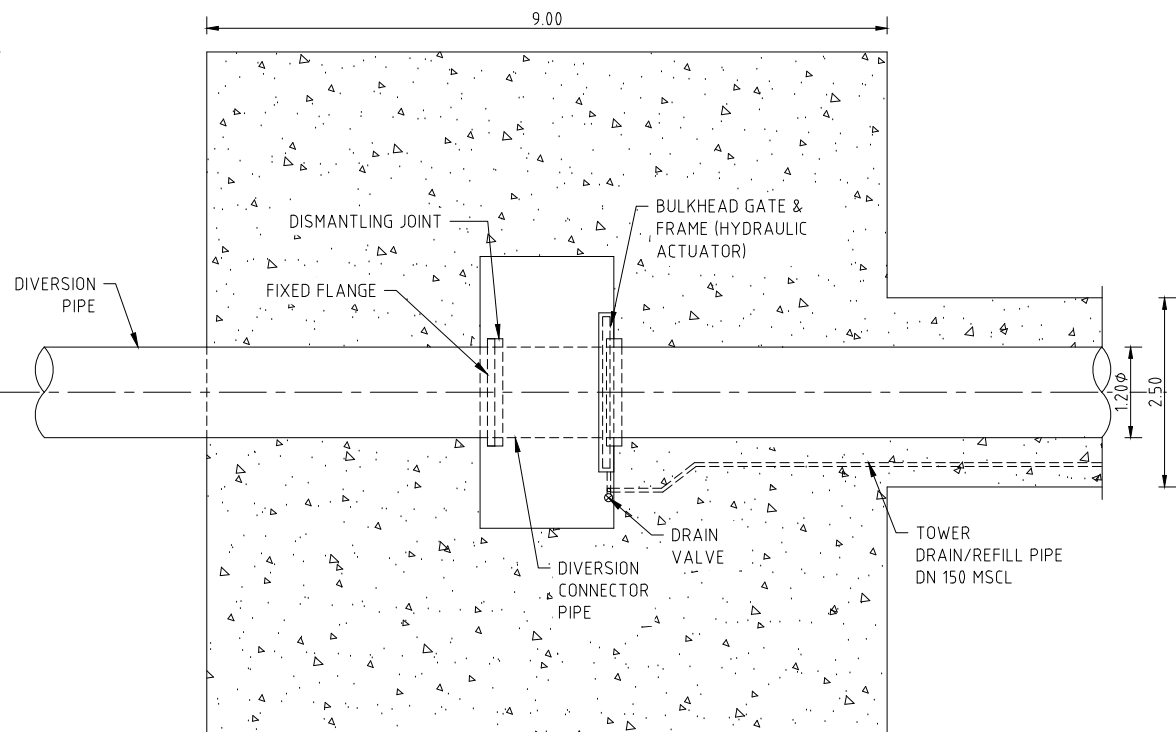 9.00
BULKHEAD GATE &
FRAME (HYDRAULIC
ACTUATOR)
DISMANTLING JOINT
DIVERSION
PIPE
FIXED FLANGE
1.20Ø
2.50
DRAIN
VALVE
TOWER
DRAIN/REFILL PIPE
DN 150 MSCL
DIVERSION
CONNECTOR
PIPE